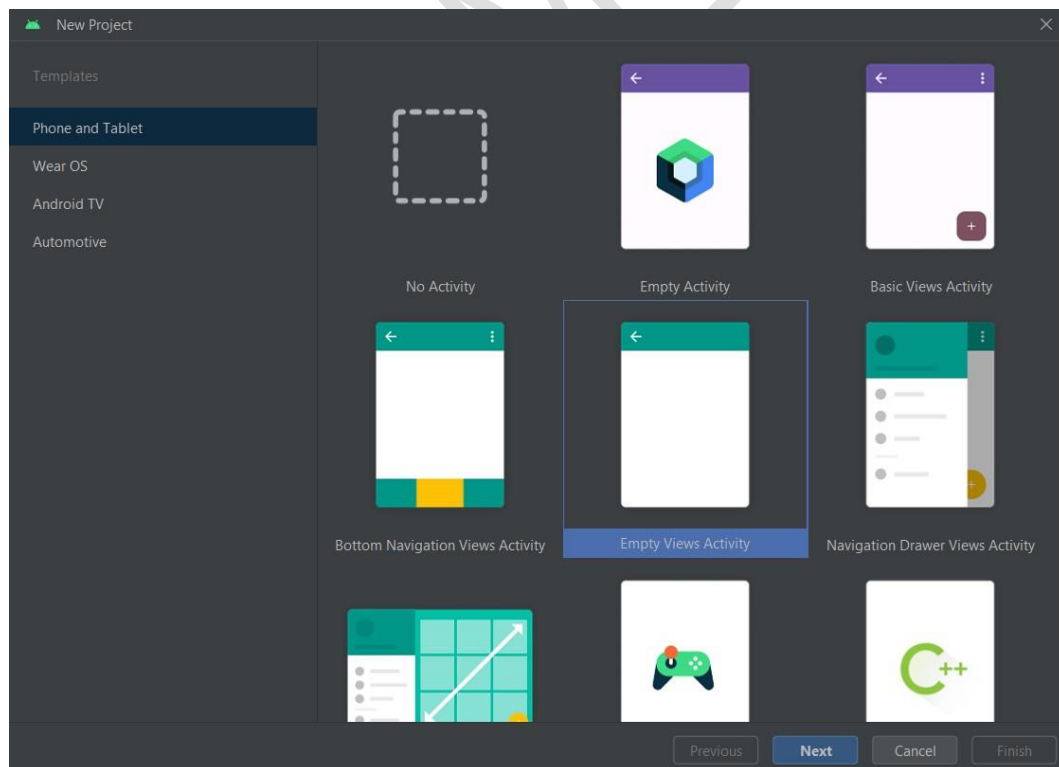 New Project
Templates
Phone and Tablet
Wear OS
Android TV
Automotive
No Activity
Empty Activity
Basic Views Activity
Bottom Navigation Views Activity
Empty Views Activity
Navigation Drawer Views Activity
C++
Previous
Next
Cancel
Finish